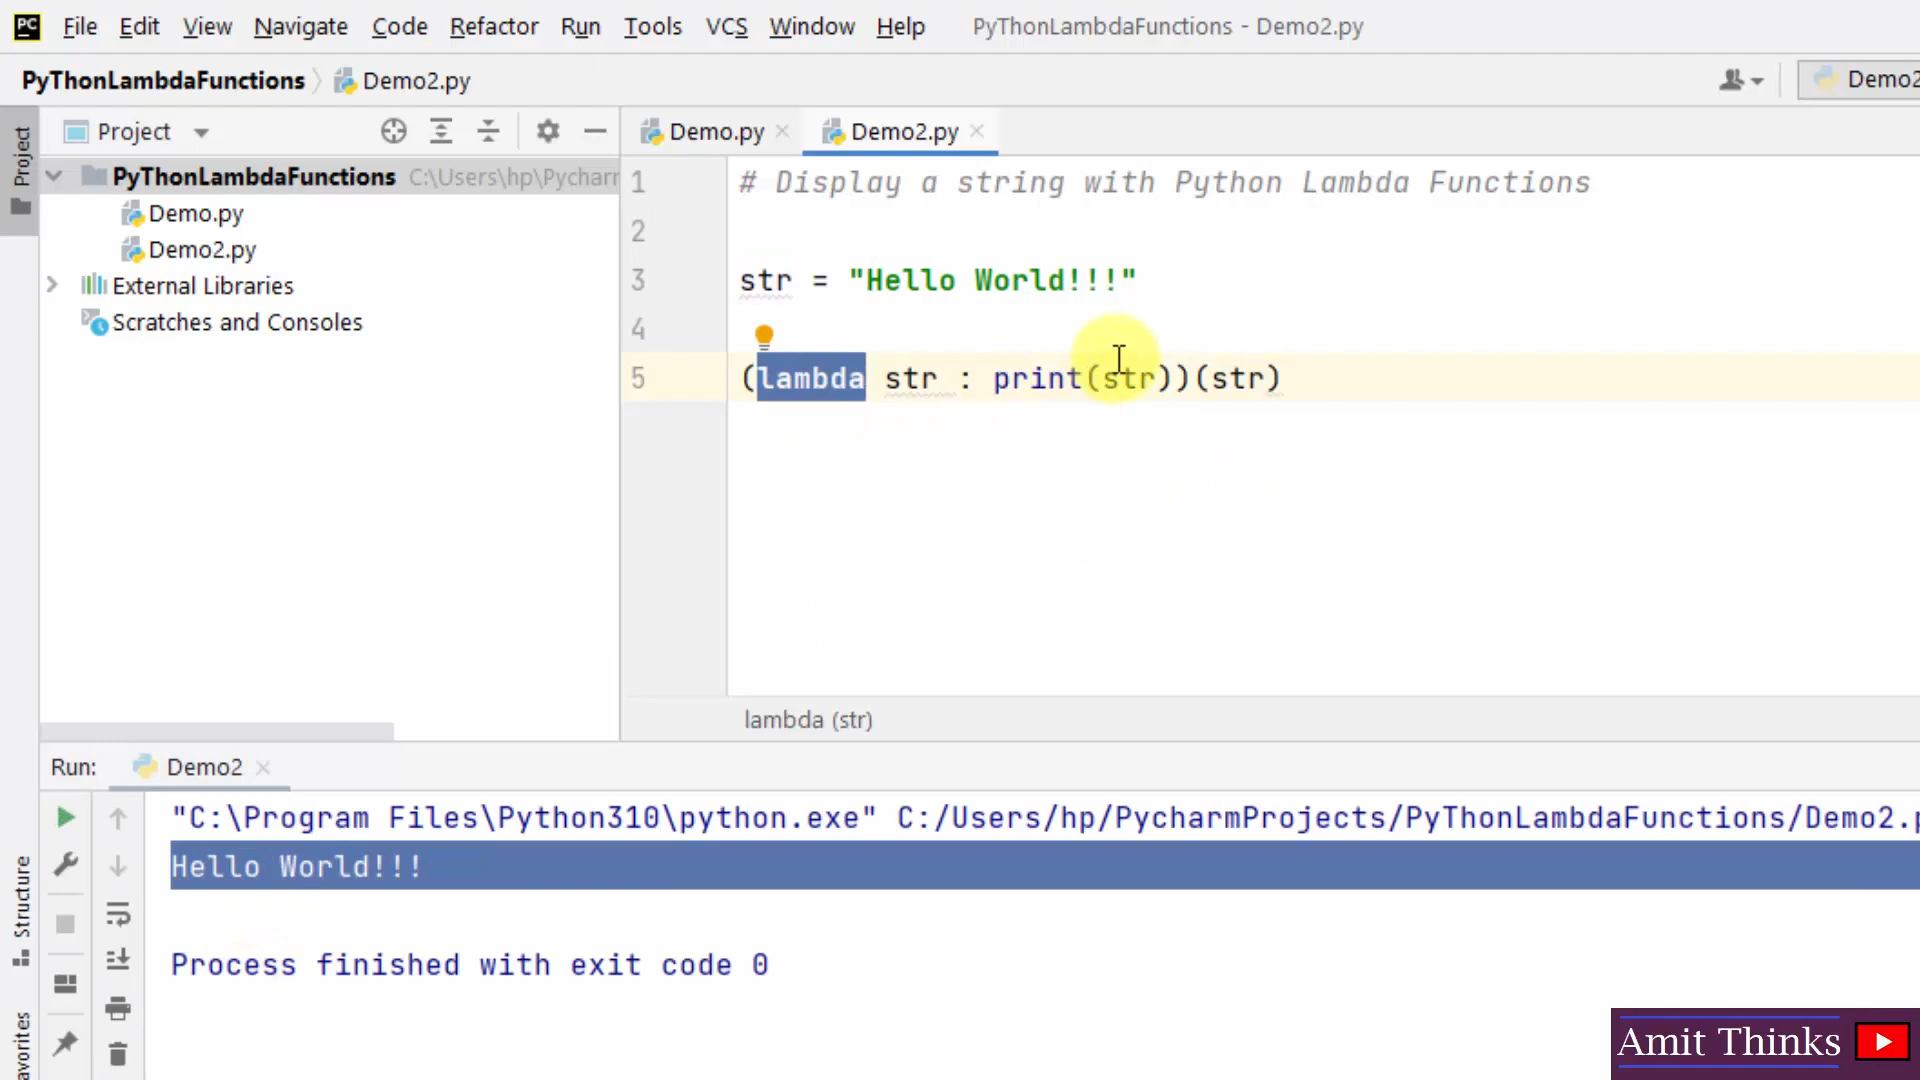 PC File Edit View Navigate Code Refactor Run Tools VCS Window Help PyThonLambdaFunctions - Demo2.py
PyThonLambdaFunctions Demo2.py Demo2
Project Demo.py Demo2.py
Project
PyThonLambdaFunctions C:\Users\hp\Pycharm
Demo.py
Demo2.py
External Libraries
Scratches and Consoles
1 # Display a string with Python Lambda Functions
2
3 str = "Hello World!!!"
4
5 (lambda str : print(str))(str)
lambda (str)
Run: Demo2
"C:\Program Files\Python310\python.exe" C:/Users/hp/PycharmProjects/PyThonLambdaFunctions/Demo2.p
Hello World!!!
Process finished with exit code 0
Structure
avorites
Amit Thinks